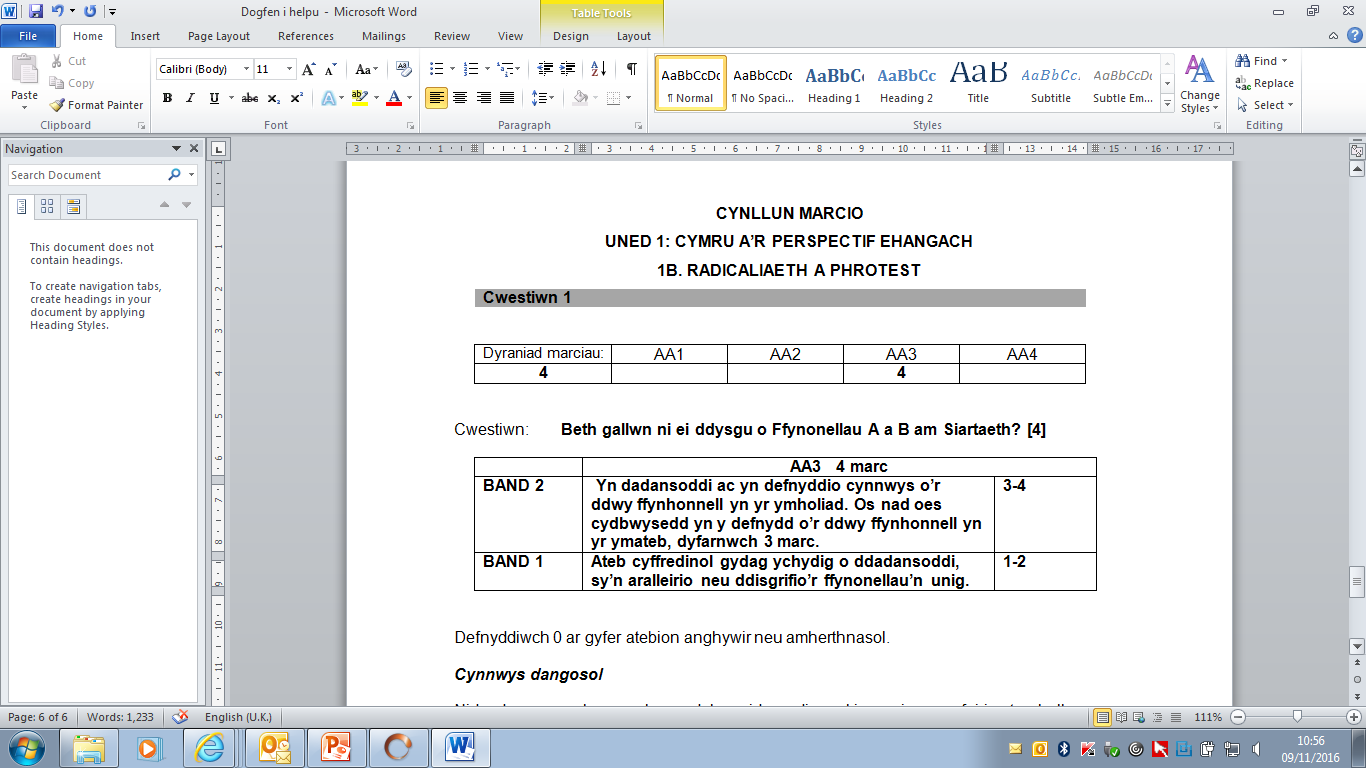 Dogfen i helpu - Microsoft Word
Table Tools
File Home Insert Page Layout References Mailings Review View Design Layout
Paste
Cut
Copy
Format Painter
Clipboard
Calibri (Body) 11
Font
Paragraph
AaBbCcDc AaBbCcDc AaBbCc AaBbCc AaB AaBbCc. AaBbCcDc
¶ Normal ¶ No Spaci... Heading 1 Heading 2 Title Subtitle Subtle Em...
Change Styles
Styles
Find
Replace
Select
Editing
Navigation
Search Document
This document does not
contain headings.
To create navigation tabs,
create headings in your
document by applying
Heading Styles.
CYNLLUN MARCIO
UNED 1: CYMRU A'R PERSPECTIF EHANGACH
1B. RADICALIAETH A PHROTEST
Cwestiwn 1
Dyraniad marciau: AA1 AA2 AA3 AA4
4 4
Cwestiwn: Beth gallwn ni ei ddysgu o Ffynonellau A a B am Siartaeth? [4]
AA3 4 marc
BAND 2 Yn dadansoddi ac yn defnyddio cynnwys o'r 3-4
ddwy ffynhonnell yn yr ymholiad. Os nad oes
cydbwysedd yn y defnydd o'r ddwy ffynhonnell yn
yr ymateb, dyfarnwch 3 marc.
BAND 1 Ateb cyffredinol gydag ychydig o ddadansoddi, 1-2
sy'n aralleirio neu ddisgrifio'r ffynonellau'n unig.
Defnyddiwch 0 ar gyfer atebion anghywir neu amherthnasol.
Cynnwys dangosol
Page: 6 of 6 Words: 1,233 English (U.K.) 111%
10:56
09/11/2016